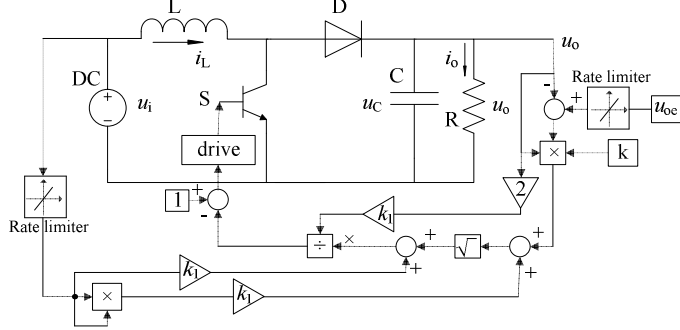 L
D
DC
+
−
u_i
i_L
S
C
u_C
i_o
R
u_o
u_o
-
+
Rate limiter
u_oe
×
k
drive
1
+
-
2
Rate limiter
k_1
÷
×
+
+
√
+
+
k_1
×
k_1